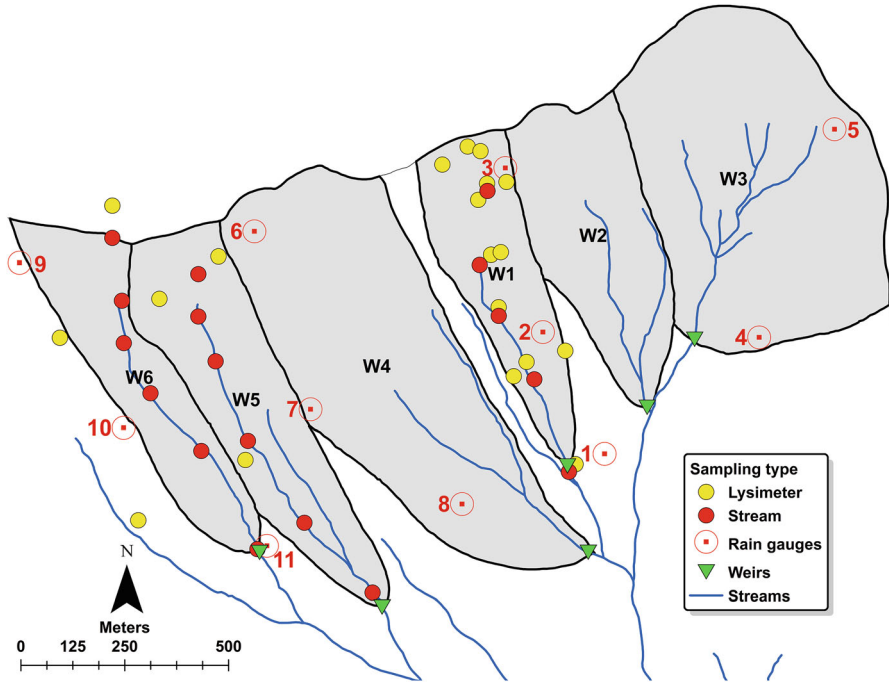 5
3
W3
6
W2
9
W1
2
4
W4
W6
W5
7
10
1
8
11
N
Meters
0 125 250 500
Sampling type
Lysimeter
Stream
Rain gauges
Weirs
Streams